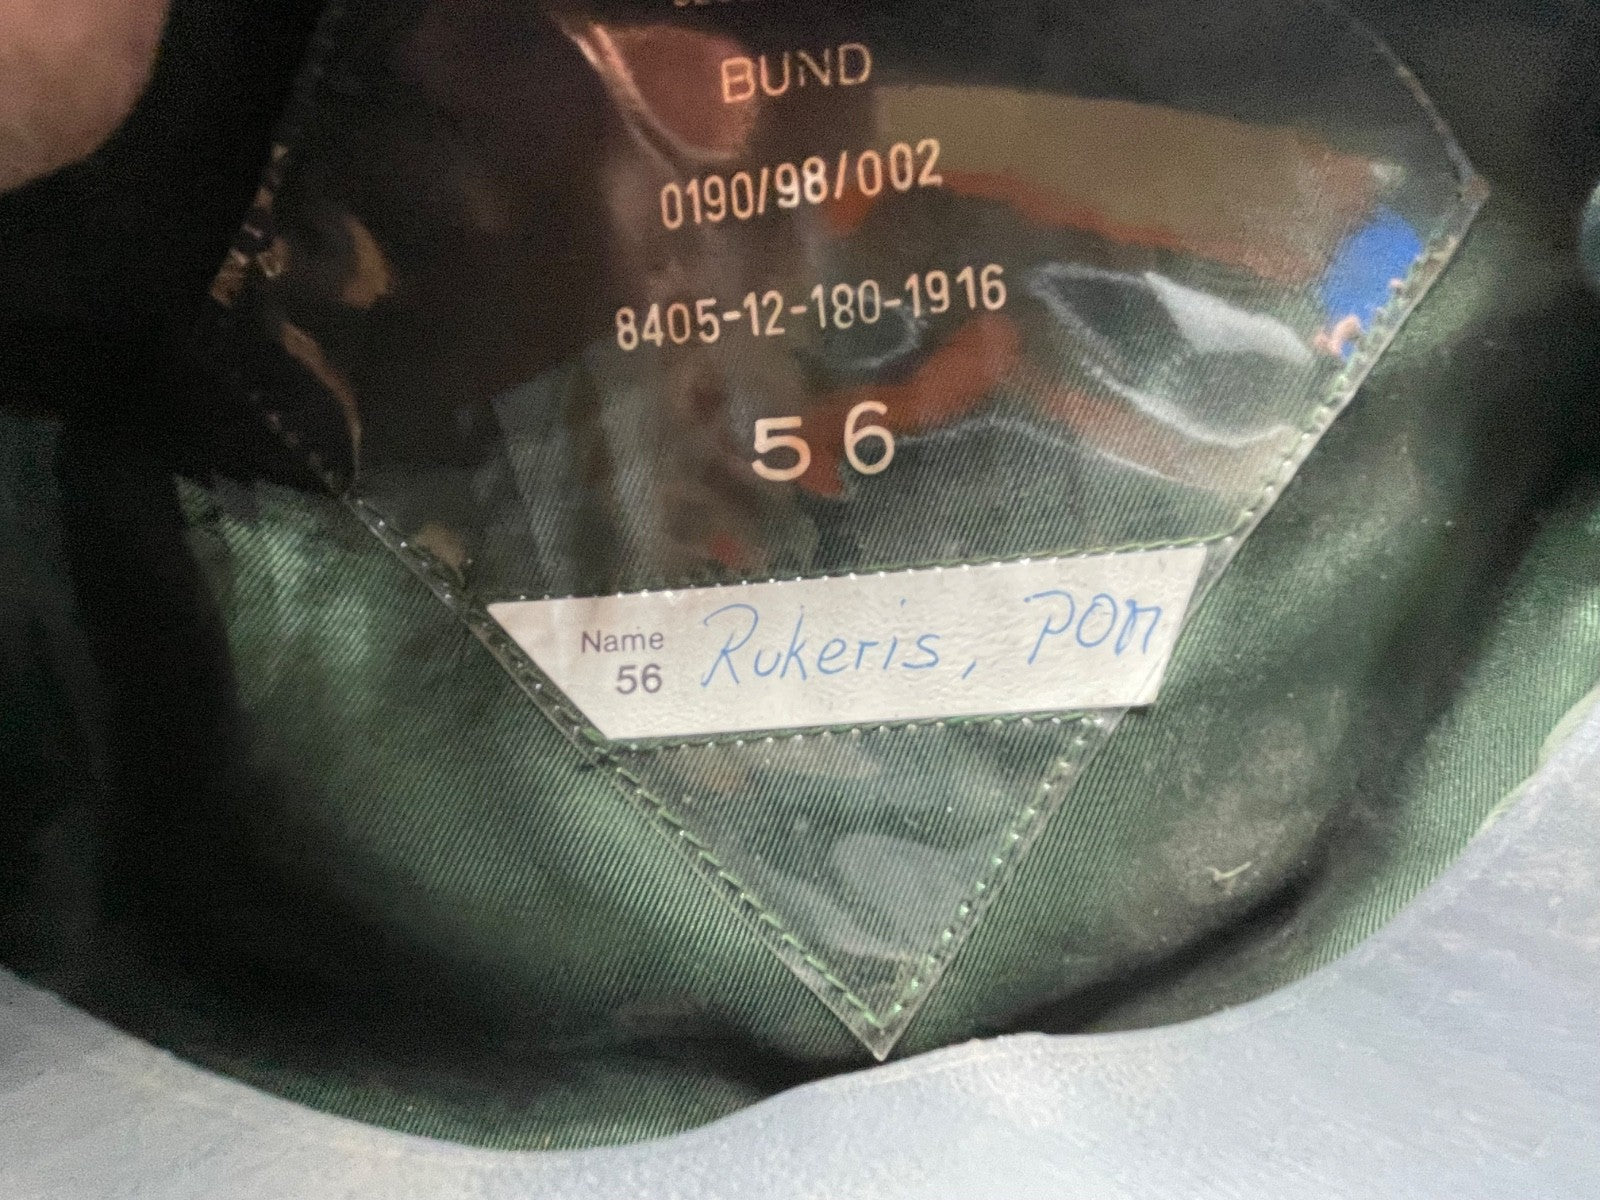 BUND
0190/98/002
8405-12-180-1916
56
Name
56
Rukeris, POM